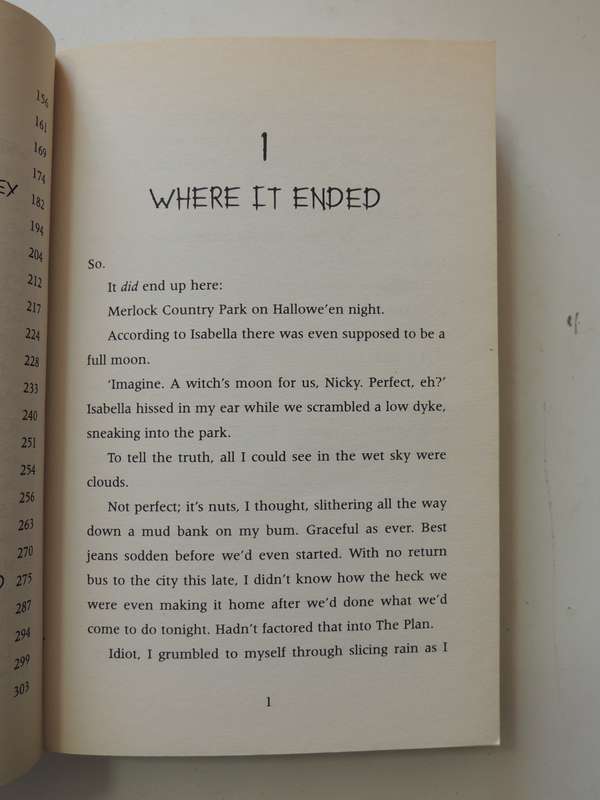 156
161
169
174
EX 182
194
204
212
217
224
228
233
240
251
254
256
263
270
275
287
294
299
303
1
WHERE IT ENDED
So.
It did end up here:
Merlock Country Park on Hallowe'en night.
According to Isabella there was even supposed to be a
full moon.
'Imagine. A witch's moon for us, Nicky. Perfect, eh?'
Isabella hissed in my ear while we scrambled a low dyke,
sneaking into the park.
To tell the truth, all I could see in the wet sky were
clouds.
Not perfect; it's nuts, I thought, slithering all the way
down a mud bank on my bum. Graceful as ever. Best
jeans sodden before we'd even started. With no return
bus to the city this late, I didn't know how the heck we
were even making it home after we'd done what we'd
come to do tonight. Hadn't factored that into The Plan.
Idiot, I grumbled to myself through slicing rain as I
1